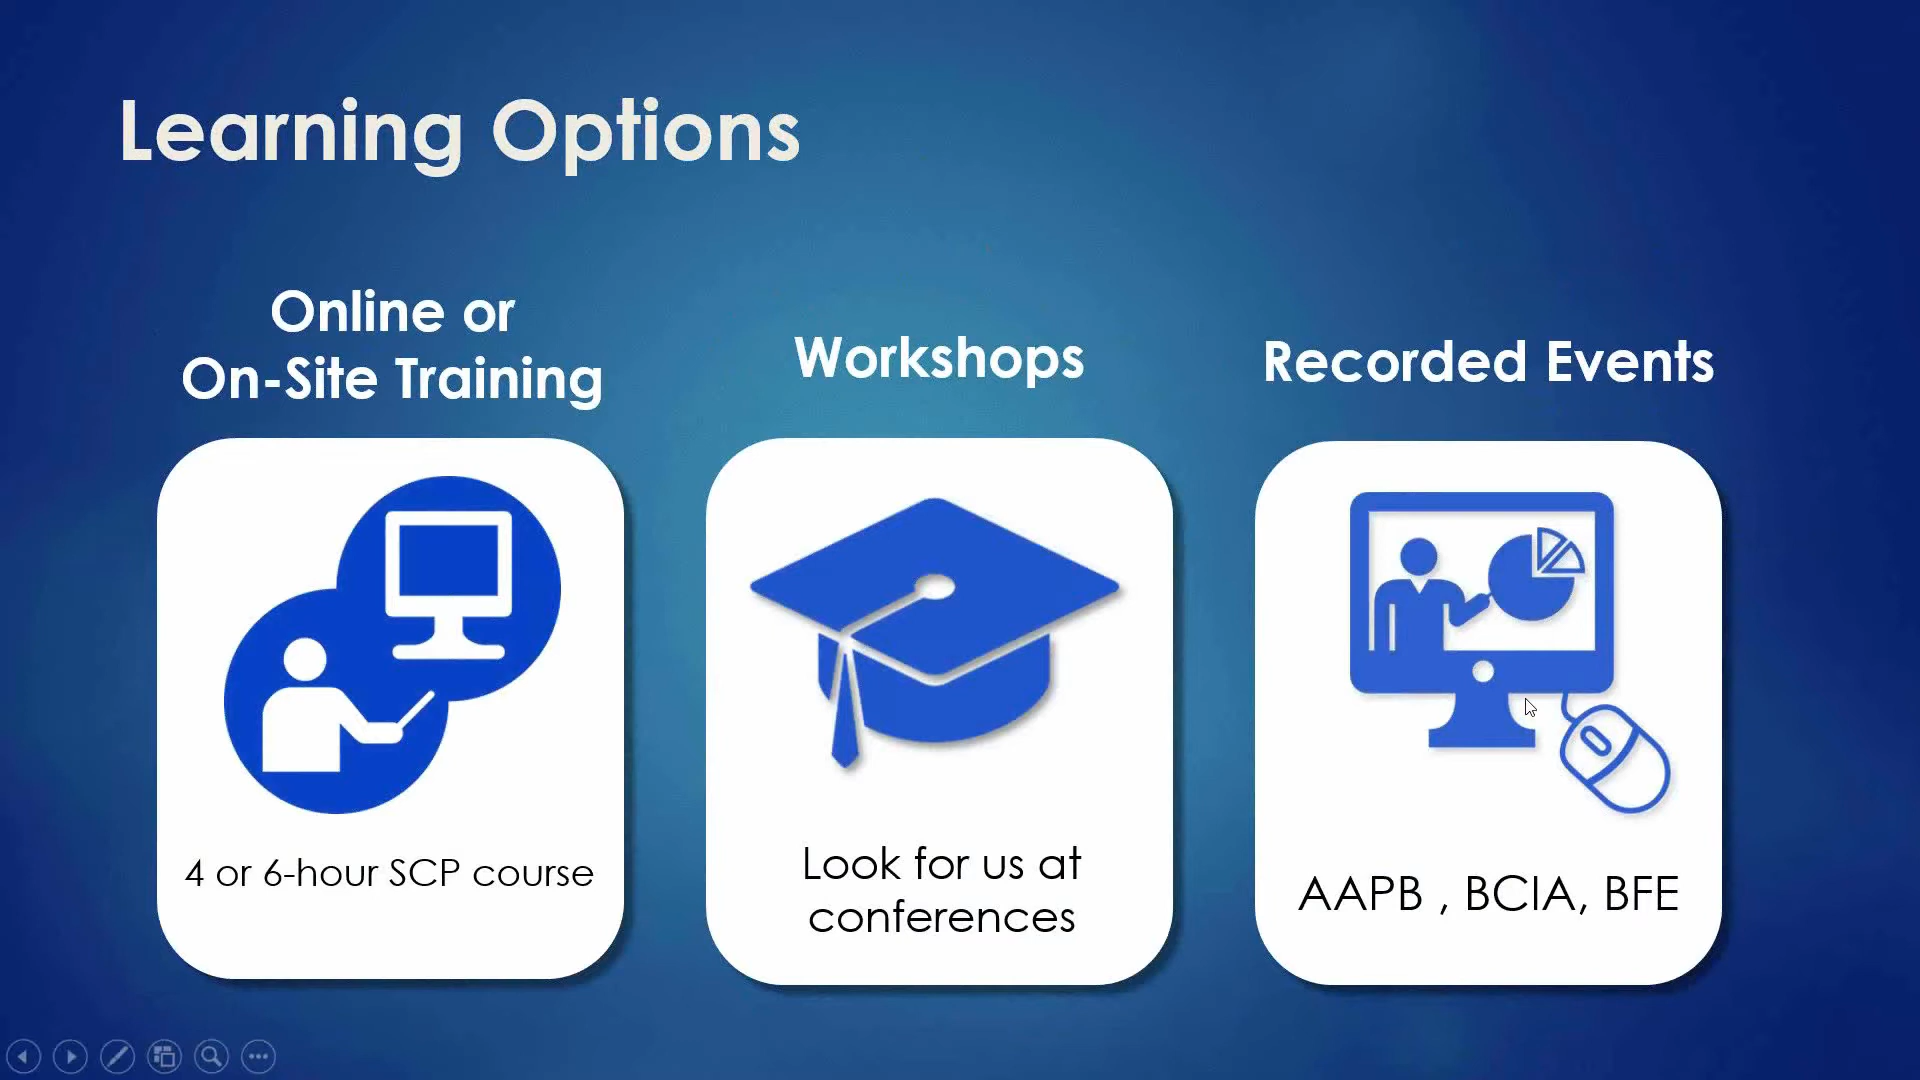 Learning Options
Online or
On-Site Training
4 or 6-hour SCP course
Workshops
Look for us at
conferences
Recorded Events
AAPB , BCIA, BFE